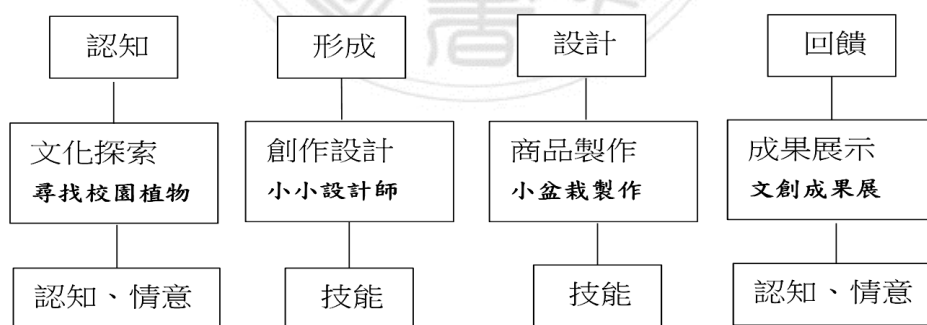 認知
形成
設計
回饋
文化探索
尋找校園植物
創作設計
小小設計師
商品製作
小盆栽製作
成果展示
文創成果展
認知、情意
技能
技能
認知、情意